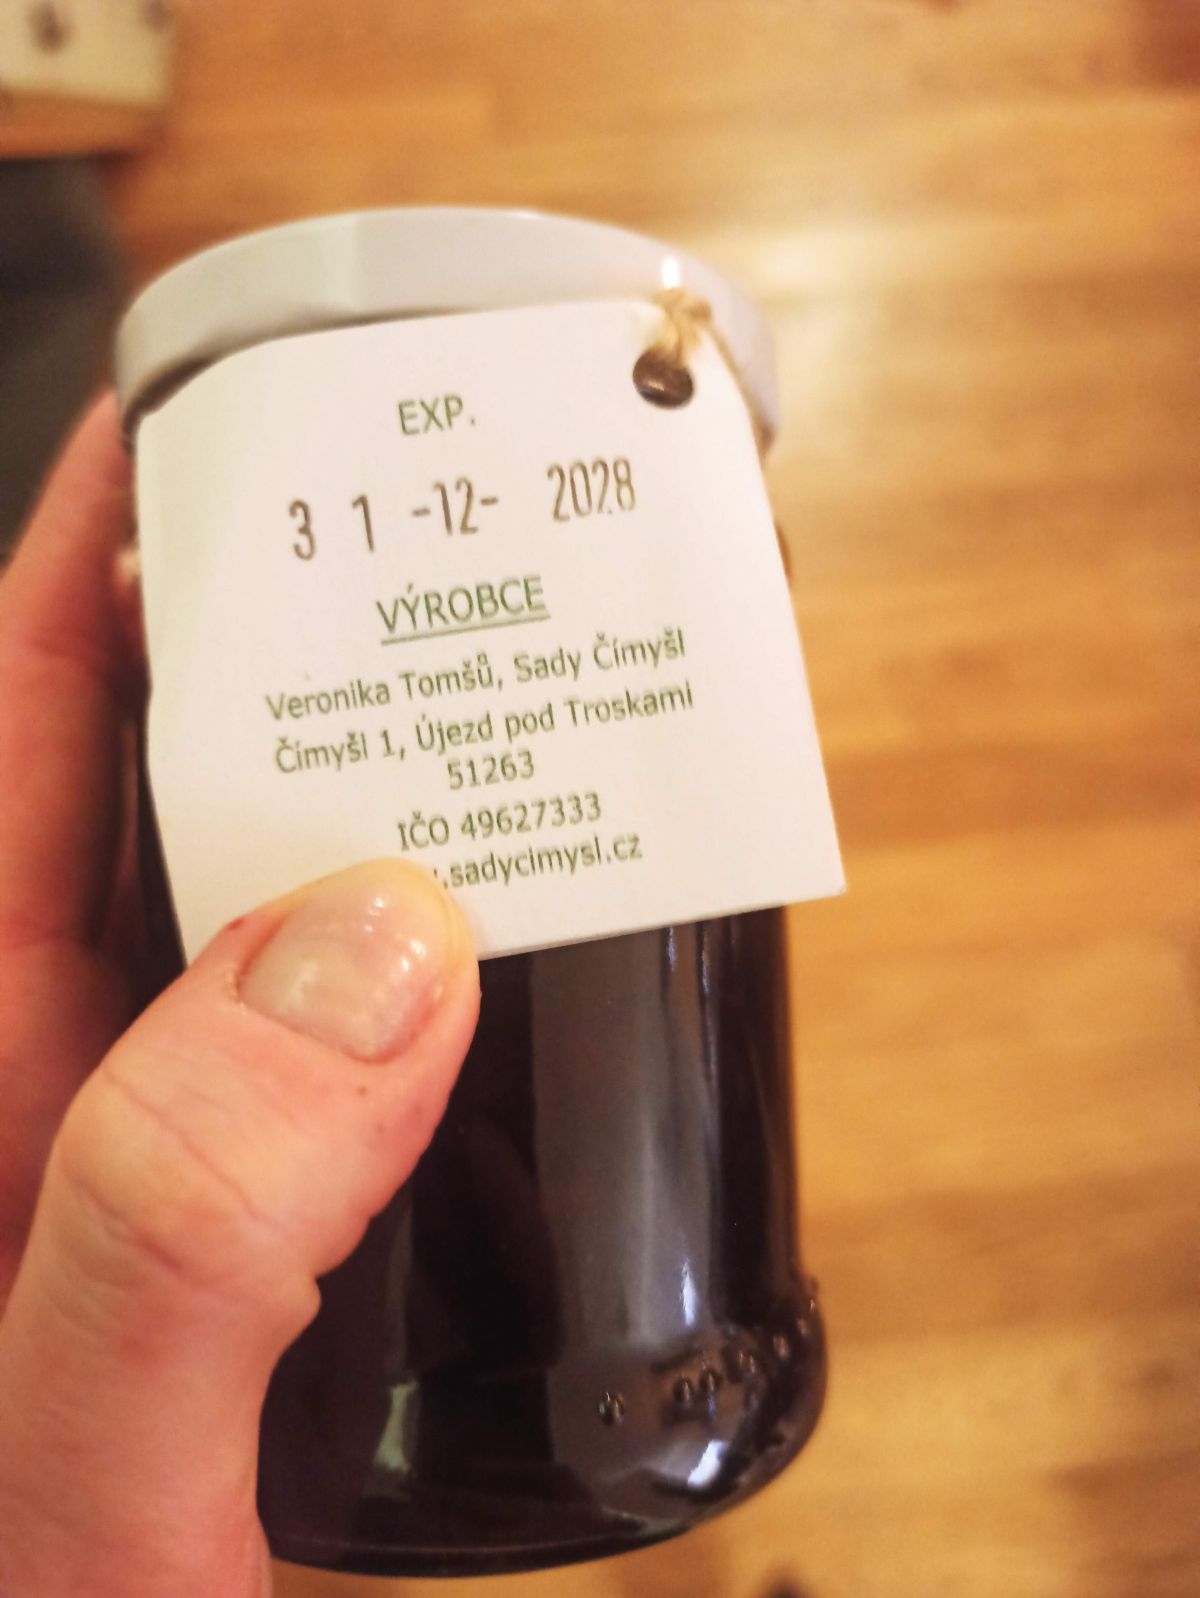 EXP.
3 1 -12- 2028
VÝROBCE
Veronika Tomšů, Sady Čímyšl
Čímyšl 1, Újezd pod Troskami
51263
IČO 49627333
.sadycimysl.cz